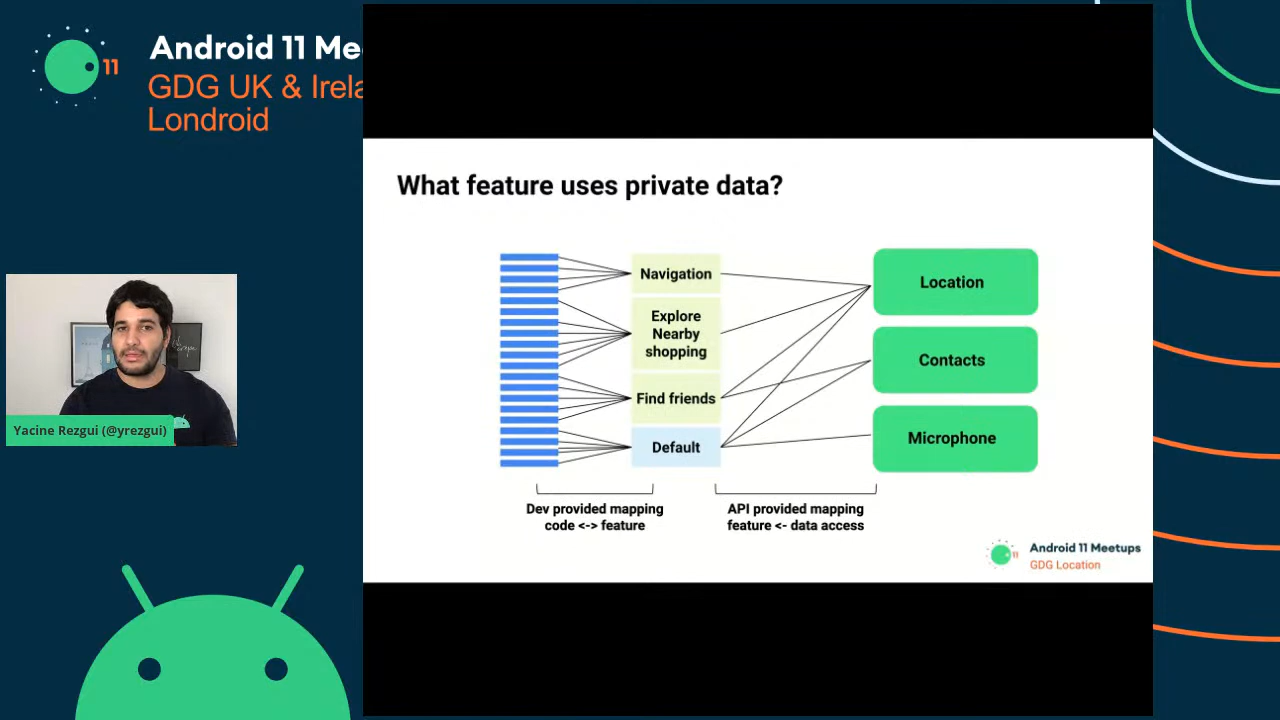 Android 11 Me
GDG UK & Irela
Londroid
11
What feature uses private data?
Navigation
Explore
Nearby
shopping
Find friends
Default
Location
Contacts
Microphone
Dev provided mapping
code <-> feature
API provided mapping
feature <- data access
11
Android 11 Meetups
GDG Location
Yacine Rezgui (@yrezgui)